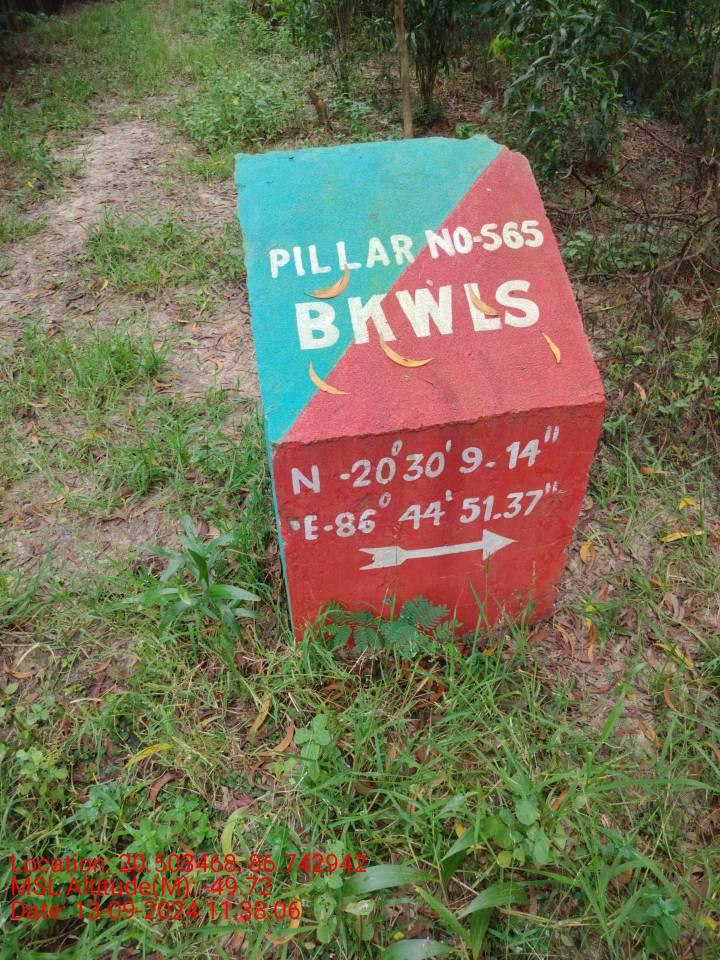 PILLAR NO-565
BKWLS
N -20°30' 9-14"
E-86° 44' 51.37"
Location: 20.503468, 86.742942
MSL Altitude(M): -49.72
Date: 13-09-2024 11:38:06